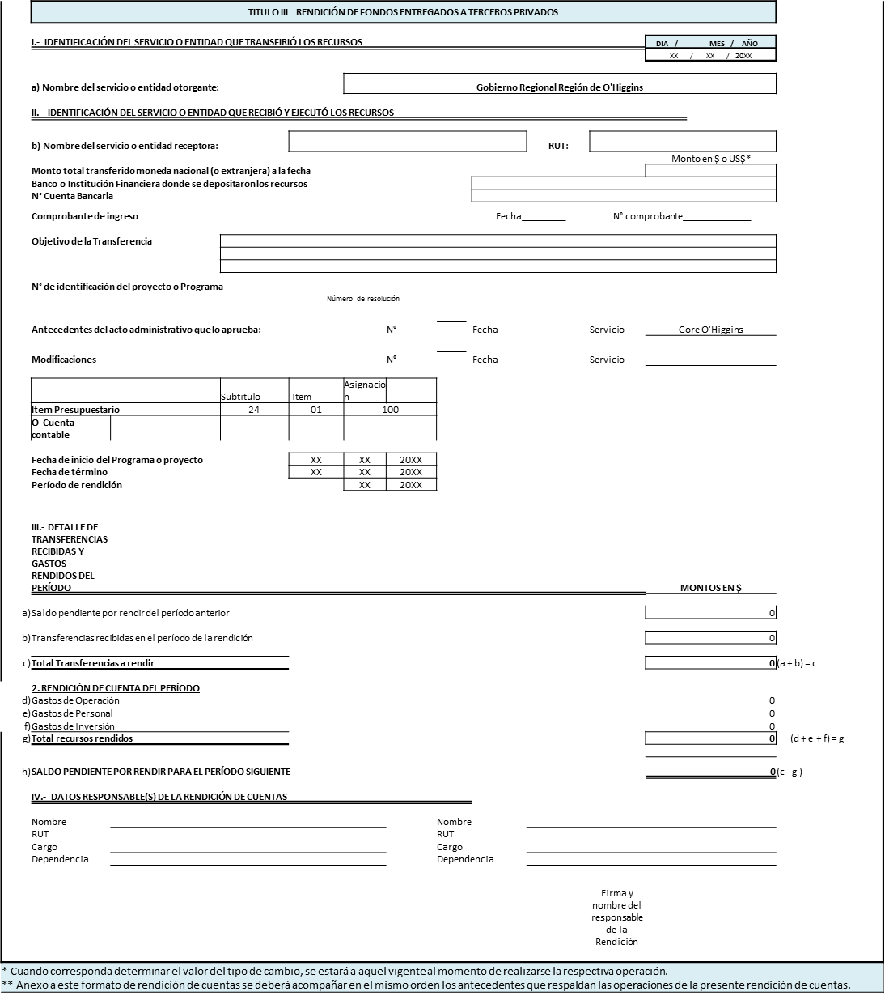 TITULO III RENDICIÓN DE FONDOS ENTREGADOS A TERCEROS PRIVADOS
I.- IDENTIFICACIÓN DEL SERVICIO O ENTIDAD QUE TRANSFIRIÓ LOS RECURSOS
DIA / MES / AÑO
XX / XX / 20XX
a) Nombre del servicio o entidad otorgante: Gobierno Regional Región de O'Higgins
II.- IDENTIFICACIÓN DEL SERVICIO O ENTIDAD QUE RECIBIÓ Y EJECUTÓ LOS RECURSOS
b) Nombre del servicio o entidad receptora: RUT:
Monto en $ o US$*
Monto total transferido moneda nacional (o extranjera) a la fecha
Banco o Institución Financiera donde se depositaron los recursos
N° Cuenta Bancaria
Comprobante de ingreso Fecha________ N° comprobante____________
Objetivo de la Transferencia
N° de identificación del proyecto o Programa__________________
Número de resolución
Antecedentes del acto administrativo que lo aprueba: N° Fecha Servicio Gore O'Higgins
Modificaciones N° Fecha Servicio
Subtitulo Item Asignació
n
Item Presupuestario 24 01 100
O Cuenta
contable
Fecha de inicio del Programa o proyecto XX XX 20XX
Fecha de término XX XX 20XX
Período de rendición XX 20XX
III.- DETALLE DE
TRANSFERENCIAS
RECIBIDAS Y
GASTOS
RENDIDOS DEL
PERÍODO MONTOS EN $
a) Saldo pendiente por rendir del período anterior 0
b) Transferencias recibidas en el período de la rendición 0
c) Total Transferencias a rendir 0 (a + b) = c
2. RENDICIÓN DE CUENTA DEL PERÍODO
d) Gastos de Operación 0
e) Gastos de Personal 0
f) Gastos de Inversión 0
g) Total recursos rendidos 0 (d + e + f) = g
h) SALDO PENDIENTE POR RENDIR PARA EL PERÍODO SIGUIENTE 0 (c - g )
IV.- DATOS RESPONSABLE(S) DE LA RENDICIÓN DE CUENTAS
Nombre Nombre
RUT RUT
Cargo Cargo
Dependencia Dependencia
Firma y
nombre del
responsable
de la
Rendición
* Cuando corresponda determinar el valor del tipo de cambio, se estará a aquel vigente al momento de realizarse la respectiva operación.
** Anexo a este formato de rendición de cuentas se deberá acompañar en el mismo orden los antecedentes que respaldan las operaciones de la presente rendición de cuentas.